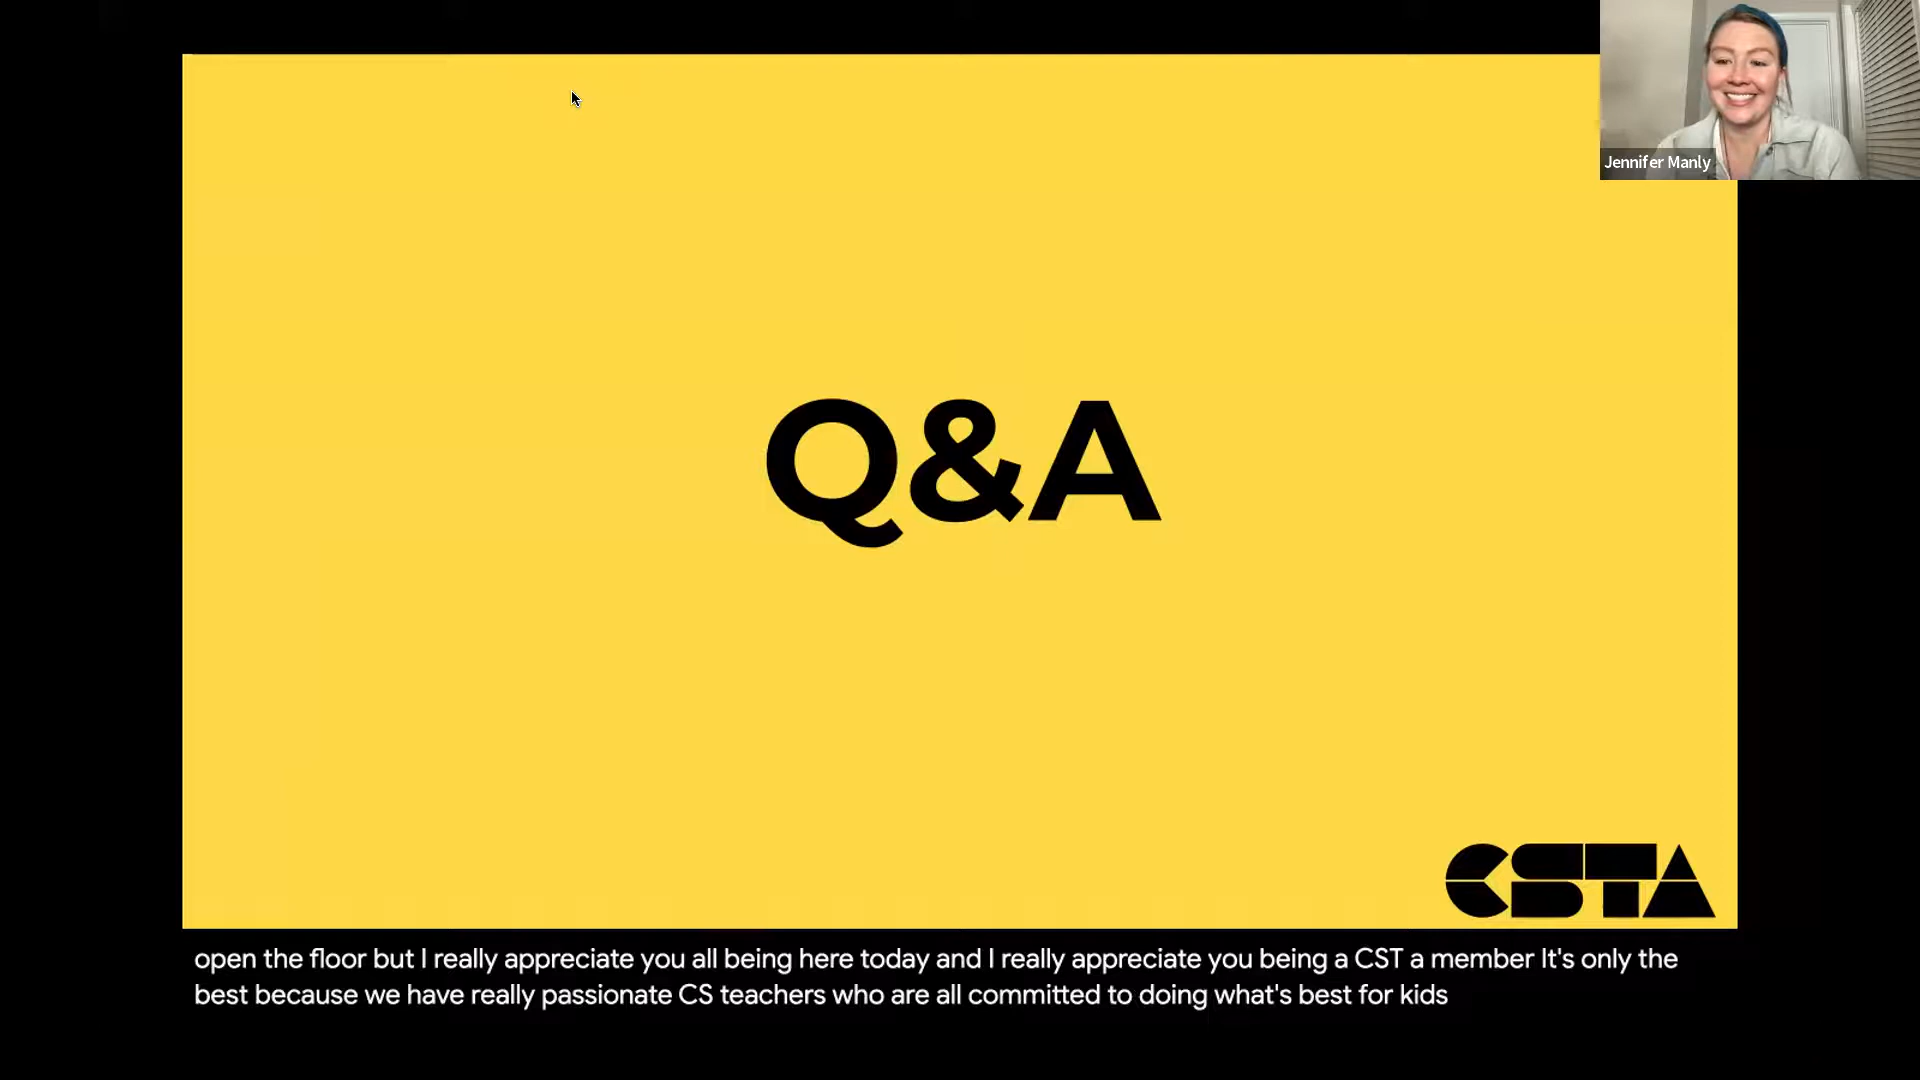 Jennifer Manly
Q&A
CSTA
open the floor but I really appreciate you all being here today and I really appreciate you being a CST a member It's only the
best because we have really passionate CS teachers who are all committed to doing what's best for kids